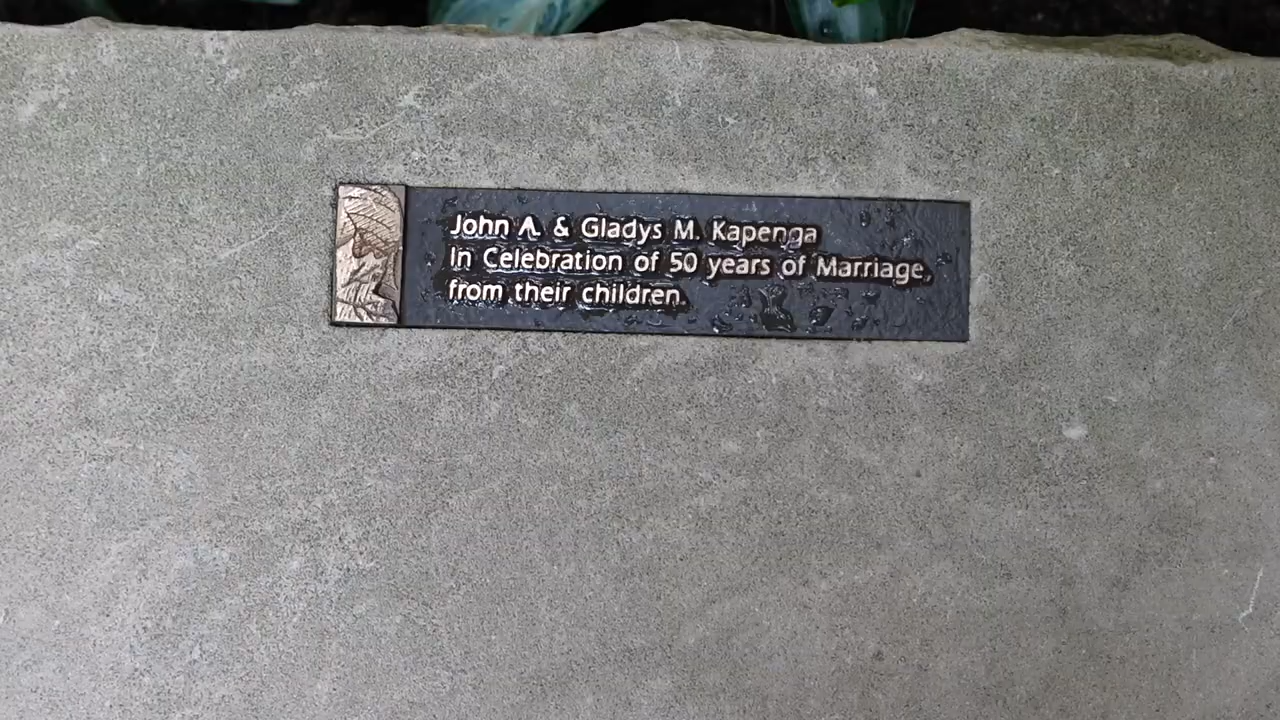 John A. & Gladys M. Kapenga
In Celebration of 50 years of Marriage,
from their children.